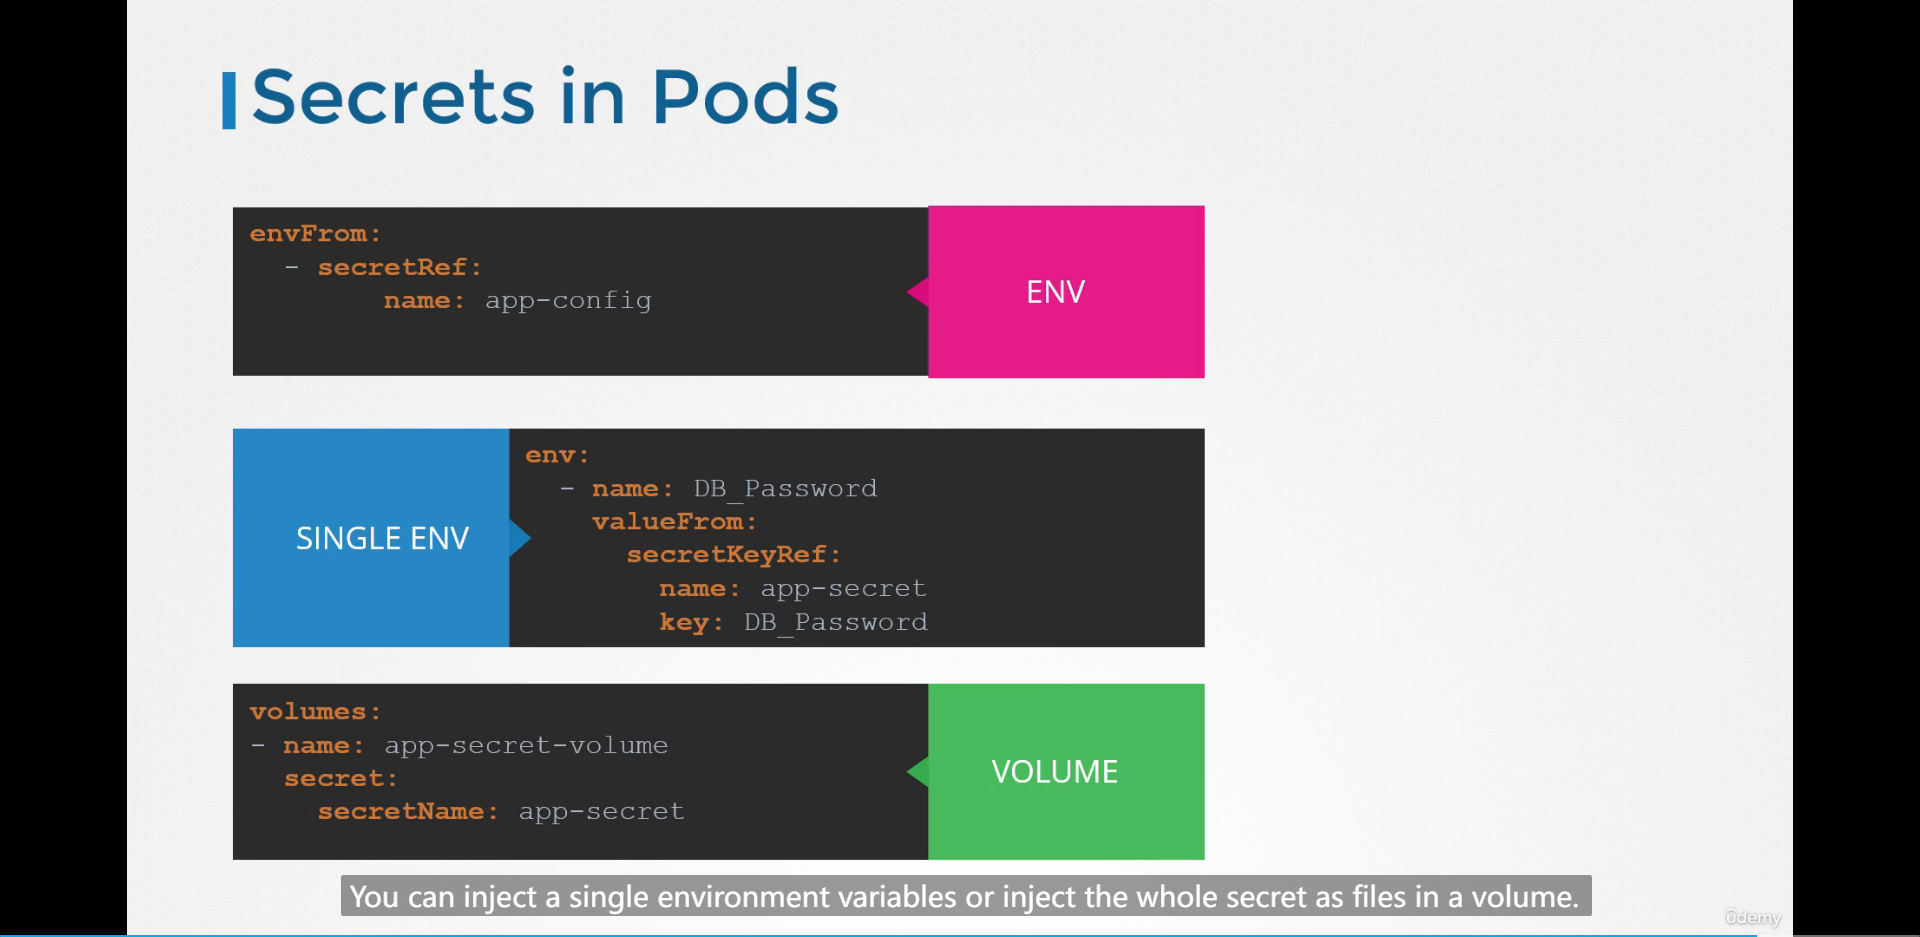 Secrets in Pods
envFrom:
- secretRef:
name: app-config
ENV
SINGLE ENV
env:
- name: DB_Password
valueFrom:
secretKeyRef:
name: app-secret
key: DB_Password
volumes:
- name: app-secret-volume
secret:
secretName: app-secret
VOLUME
You can inject a single environment variables or inject the whole secret as files in a volume.
ûdemy